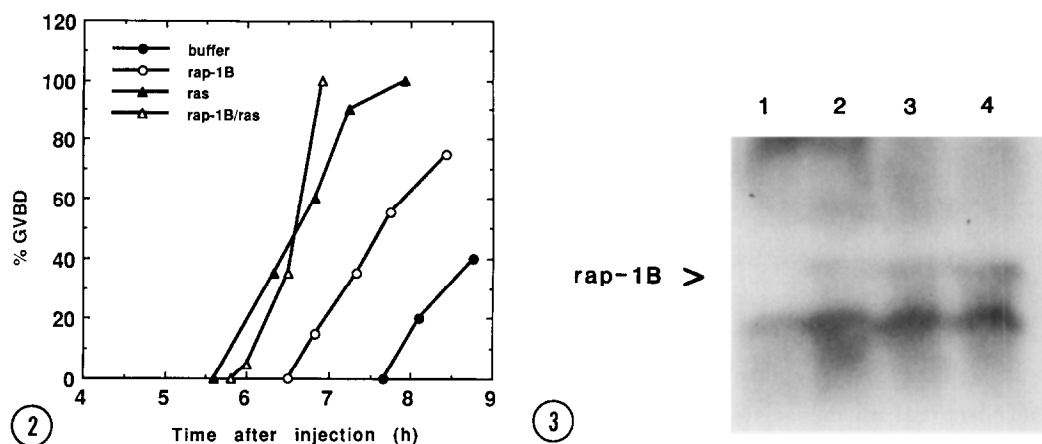 120
100
80
60
40
20
0
% GVBD
buffer
rap-1B
ras
rap-1B/ras
4 5 6 7 8 9
Time after injection (h)
2
1 2 3 4
rap-1B >
3